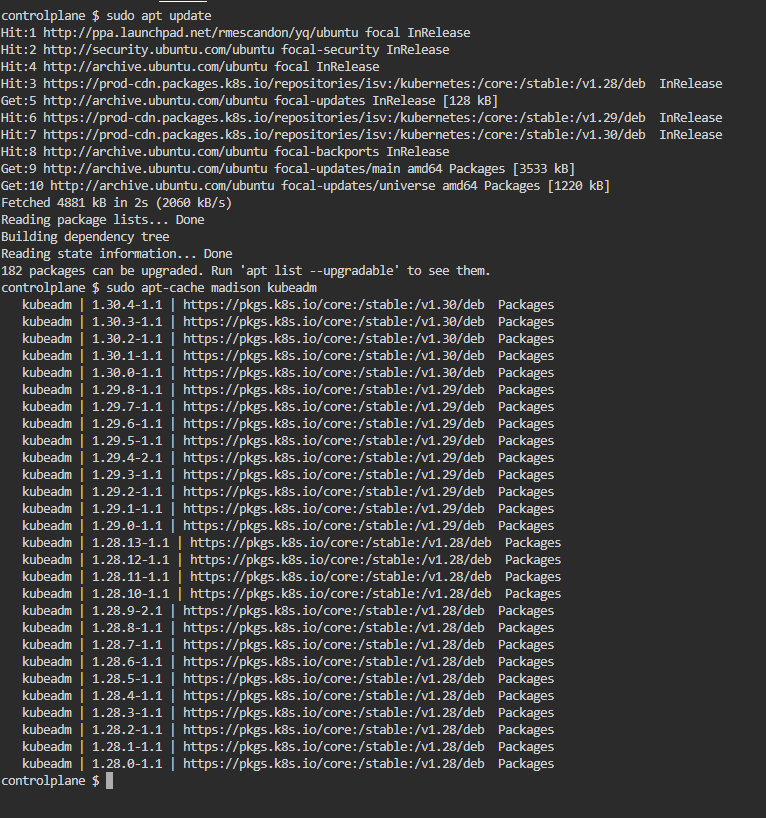 controlplane $ sudo apt update
Hit:1 http://ppa.launchpad.net/rmescandon/yq/ubuntu focal InRelease
Hit:2 http://security.ubuntu.com/ubuntu focal-security InRelease
Hit:4 http://archive.ubuntu.com/ubuntu focal InRelease
Hit:3 https://prod-cdn.packages.k8s.io/repositories/isv:/kubernetes:/core:/stable:/v1.28/deb  InRelease
Get:5 http://archive.ubuntu.com/ubuntu focal-updates InRelease [128 kB]
Hit:6 https://prod-cdn.packages.k8s.io/repositories/isv:/kubernetes:/core:/stable:/v1.29/deb  InRelease
Hit:7 https://prod-cdn.packages.k8s.io/repositories/isv:/kubernetes:/core:/stable:/v1.30/deb  InRelease
Hit:8 http://archive.ubuntu.com/ubuntu focal-backports InRelease
Get:9 http://archive.ubuntu.com/ubuntu focal-updates/main amd64 Packages [3533 kB]
Get:10 http://archive.ubuntu.com/ubuntu focal-updates/universe amd64 Packages [1220 kB]
Fetched 4881 kB in 2s (2060 kB/s)
Reading package lists... Done
Building dependency tree
Reading state information... Done
182 packages can be upgraded. Run 'apt list --upgradable' to see them.
controlplane $ sudo apt-cache madison kubeadm
   kubeadm | 1.30.4-1.1 | https://pkgs.k8s.io/core:/stable:/v1.30/deb  Packages
   kubeadm | 1.30.3-1.1 | https://pkgs.k8s.io/core:/stable:/v1.30/deb  Packages
   kubeadm | 1.30.2-1.1 | https://pkgs.k8s.io/core:/stable:/v1.30/deb  Packages
   kubeadm | 1.30.1-1.1 | https://pkgs.k8s.io/core:/stable:/v1.30/deb  Packages
   kubeadm | 1.30.0-1.1 | https://pkgs.k8s.io/core:/stable:/v1.30/deb  Packages
   kubeadm | 1.29.8-1.1 | https://pkgs.k8s.io/core:/stable:/v1.29/deb  Packages
   kubeadm | 1.29.7-1.1 | https://pkgs.k8s.io/core:/stable:/v1.29/deb  Packages
   kubeadm | 1.29.6-1.1 | https://pkgs.k8s.io/core:/stable:/v1.29/deb  Packages
   kubeadm | 1.29.5-1.1 | https://pkgs.k8s.io/core:/stable:/v1.29/deb  Packages
   kubeadm | 1.29.4-2.1 | https://pkgs.k8s.io/core:/stable:/v1.29/deb  Packages
   kubeadm | 1.29.3-1.1 | https://pkgs.k8s.io/core:/stable:/v1.29/deb  Packages
   kubeadm | 1.29.2-1.1 | https://pkgs.k8s.io/core:/stable:/v1.29/deb  Packages
   kubeadm | 1.29.1-1.1 | https://pkgs.k8s.io/core:/stable:/v1.29/deb  Packages
   kubeadm | 1.29.0-1.1 | https://pkgs.k8s.io/core:/stable:/v1.29/deb  Packages
   kubeadm | 1.28.13-1.1 | https://pkgs.k8s.io/core:/stable:/v1.28/deb  Packages
   kubeadm | 1.28.12-1.1 | https://pkgs.k8s.io/core:/stable:/v1.28/deb  Packages
   kubeadm | 1.28.11-1.1 | https://pkgs.k8s.io/core:/stable:/v1.28/deb  Packages
   kubeadm | 1.28.10-1.1 | https://pkgs.k8s.io/core:/stable:/v1.28/deb  Packages
   kubeadm | 1.28.9-2.1 | https://pkgs.k8s.io/core:/stable:/v1.28/deb  Packages
   kubeadm | 1.28.8-1.1 | https://pkgs.k8s.io/core:/stable:/v1.28/deb  Packages
   kubeadm | 1.28.7-1.1 | https://pkgs.k8s.io/core:/stable:/v1.28/deb  Packages
   kubeadm | 1.28.6-1.1 | https://pkgs.k8s.io/core:/stable:/v1.28/deb  Packages
   kubeadm | 1.28.5-1.1 | https://pkgs.k8s.io/core:/stable:/v1.28/deb  Packages
   kubeadm | 1.28.4-1.1 | https://pkgs.k8s.io/core:/stable:/v1.28/deb  Packages
   kubeadm | 1.28.3-1.1 | https://pkgs.k8s.io/core:/stable:/v1.28/deb  Packages
   kubeadm | 1.28.2-1.1 | https://pkgs.k8s.io/core:/stable:/v1.28/deb  Packages
   kubeadm | 1.28.1-1.1 | https://pkgs.k8s.io/core:/stable:/v1.28/deb  Packages
   kubeadm | 1.28.0-1.1 | https://pkgs.k8s.io/core:/stable:/v1.28/deb  Packages
controlplane $